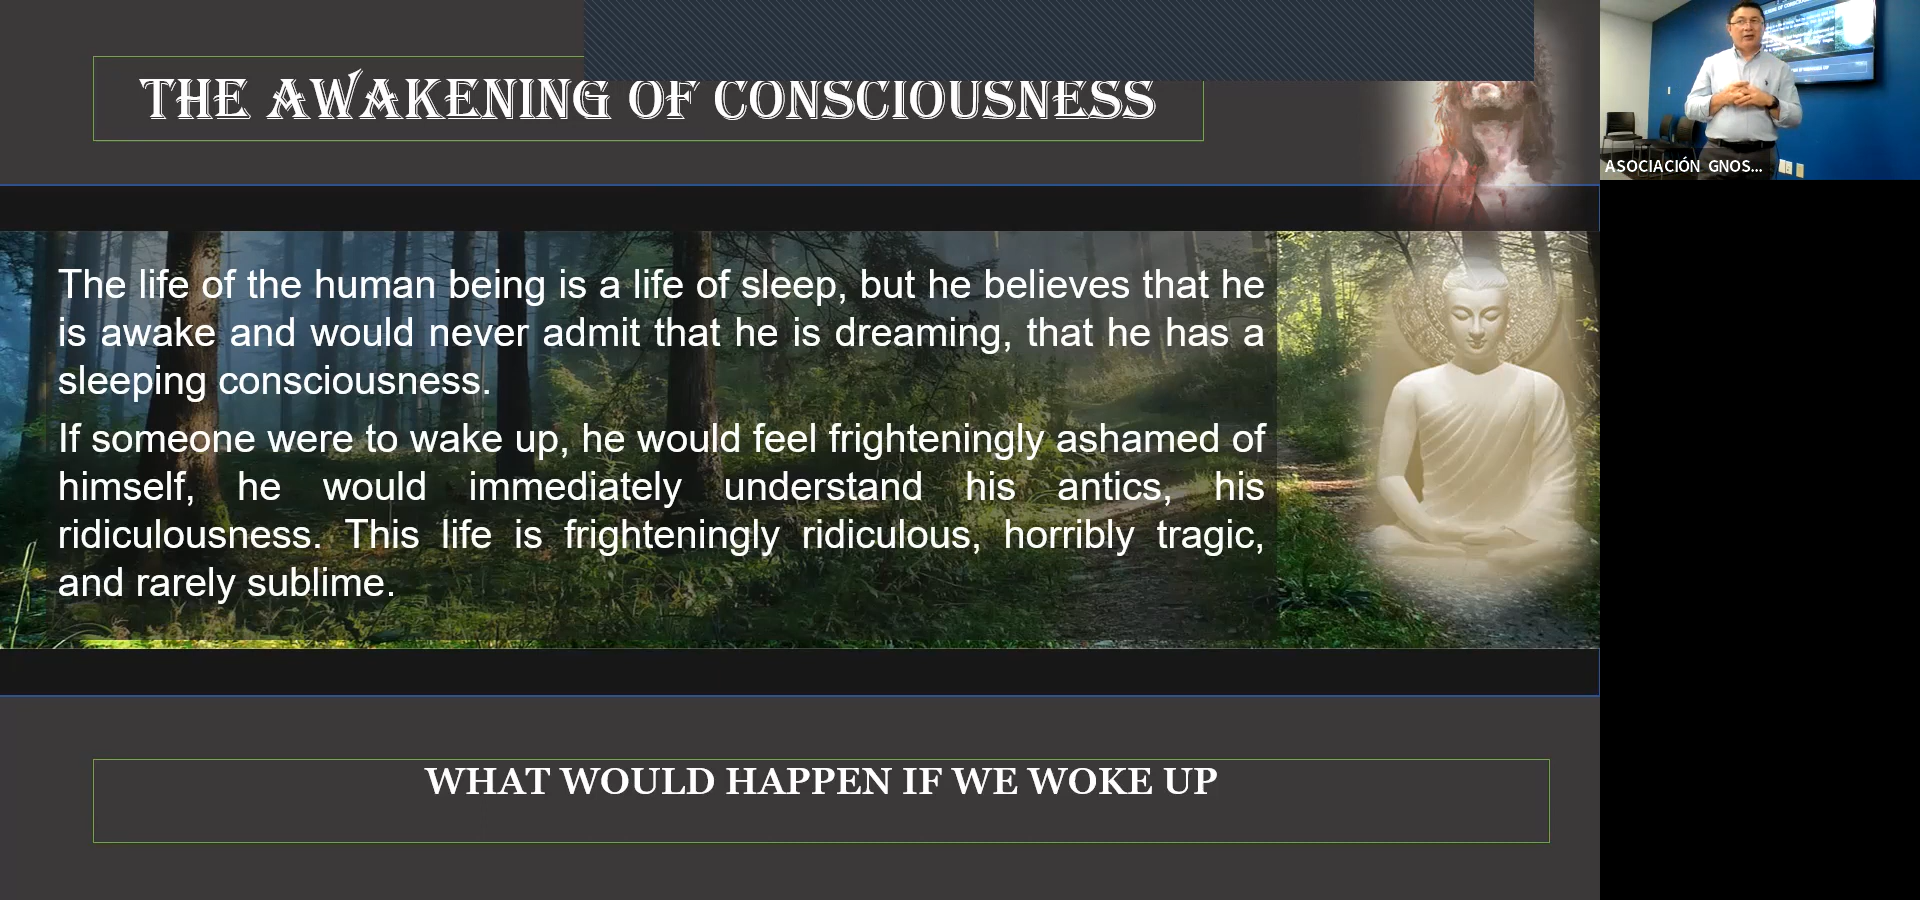 THE AWAKENING OF CONSCIOUSNESS
ASOCIACIÓN GNOS...
The life of the human being is a life of sleep, but he believes that he
is awake and would never admit that he is dreaming, that he has a
sleeping consciousness.
If someone were to wake up, he would feel frighteningly ashamed of
himself, he would immediately understand his antics, his
ridiculousness. This life is frighteningly ridiculous, horribly tragic,
and rarely sublime.
WHAT WOULD HAPPEN IF WE WOKE UP